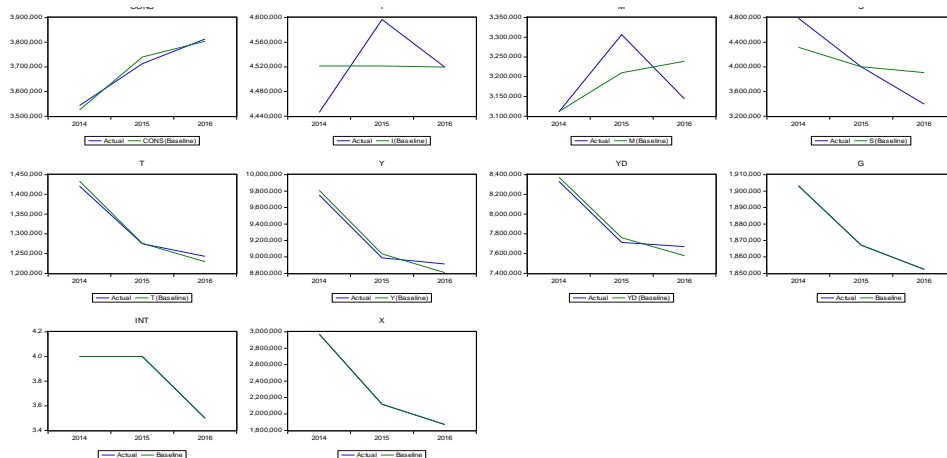 CONS I M S
3,900,000 4,600,000 3,350,000 4,800,000
3,800,000 4,560,000 3,300,000 4,400,000
3,250,000
3,700,000 4,520,000 4,000,000
3,200,000
3,600,000 4,480,000 3,600,000
3,150,000
3,500,000 4,440,000 3,100,000 3,200,000
2014 2015 2016 2014 2015 2016 2014 2015 2016 2014 2015 2016
Actual CONS (Baseline) Actual I (Baseline) Actual M (Baseline) Actual S (Baseline)
T Y YD G
1,450,000 10,000,000 8,400,000 1,910,000
1,400,000 9,800,000 8,200,000 1,900,000
1,350,000 9,600,000 8,000,000 1,890,000
9,400,000 1,880,000
1,300,000 9,200,000 7,800,000 1,870,000
1,250,000 9,000,000 7,600,000 1,860,000
1,200,000 8,800,000 7,400,000 1,850,000
2014 2015 2016 2014 2015 2016 2014 2015 2016 2014 2015 2016
Actual T (Baseline) Actual Y (Baseline) Actual YD (Baseline) Actual Baseline
INT X
4.2 3,000,000
2,800,000
4.0 2,600,000
3.8 2,400,000
2,200,000
3.6 2,000,000
3.4 1,800,000
2014 2015 2016 2014 2015 2016
Actual Baseline Actual Baseline